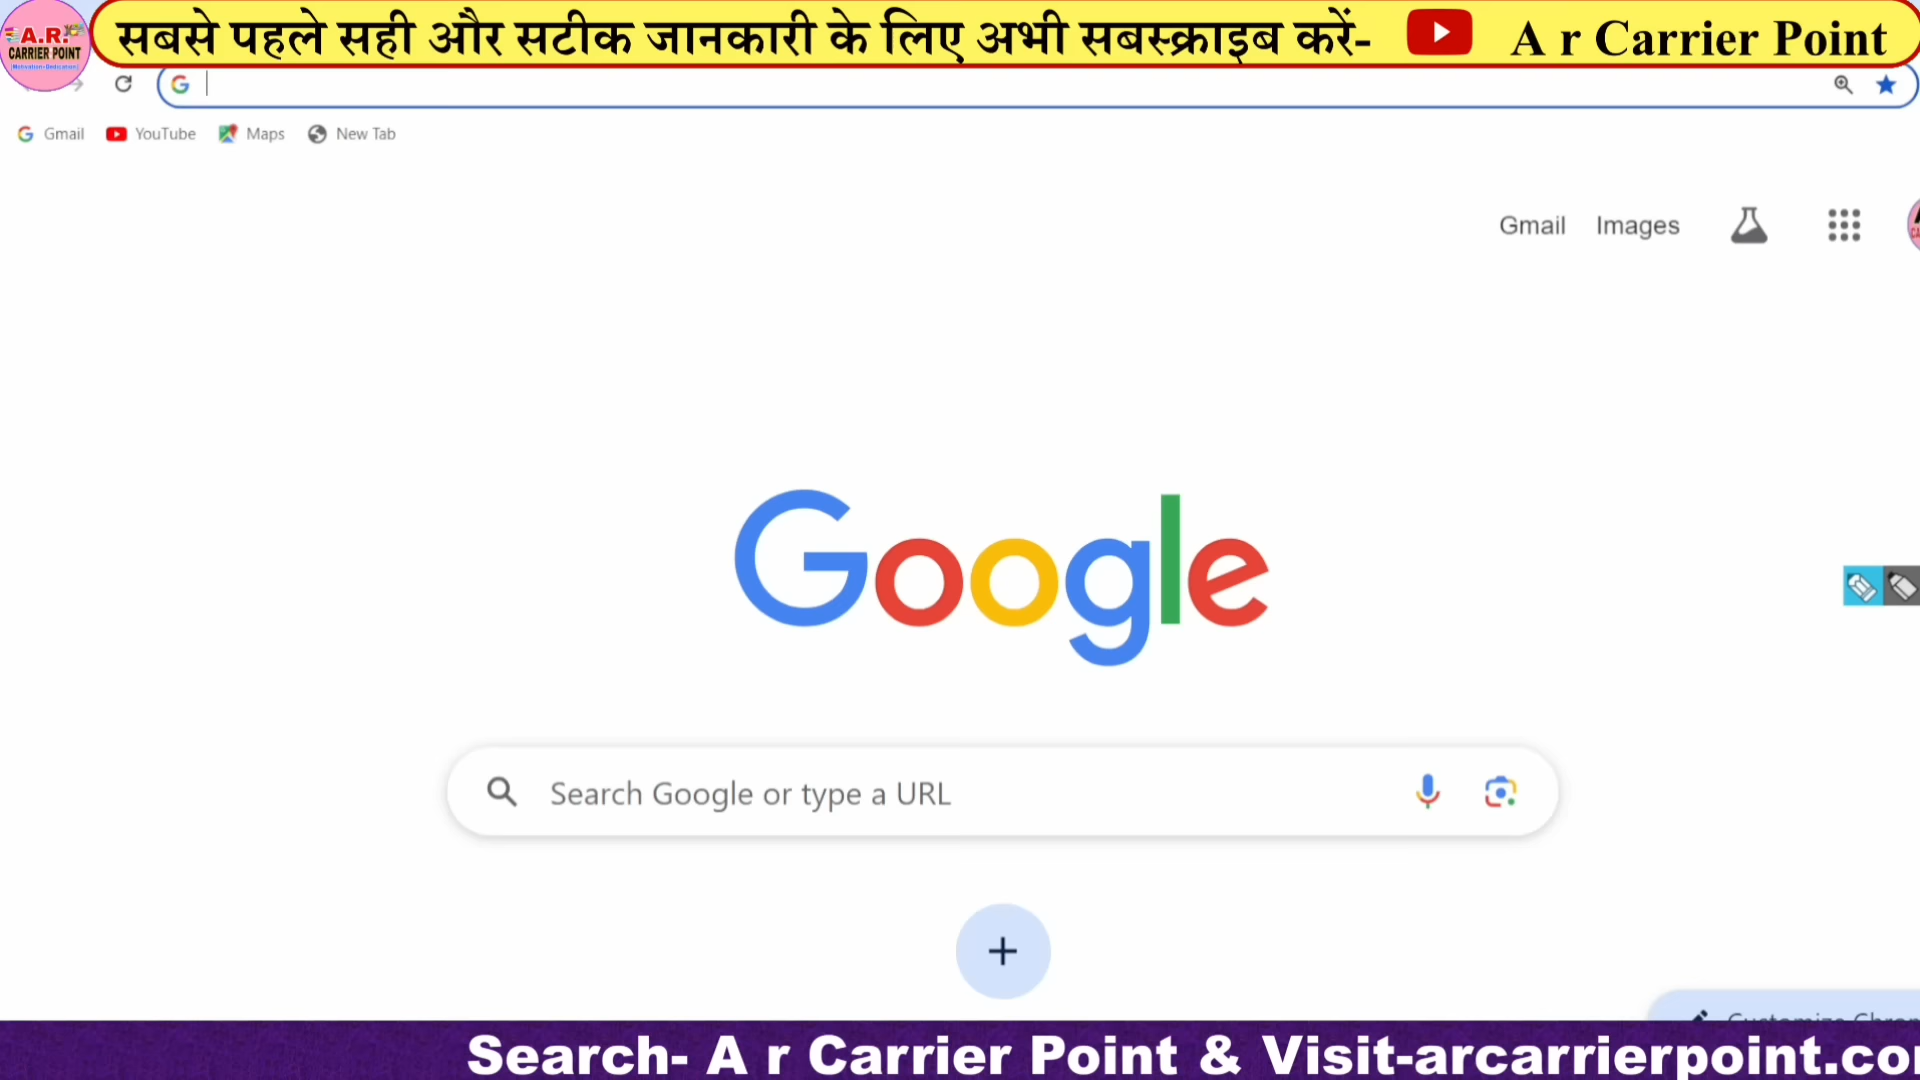 A.R.
CARRIER POINT
सबसे पहले सही और सटीक जानकारी के लिए अभी सबस्क्राइब करें-
A r Carrier Point
Gmail
YouTube
Maps
New Tab
Gmail
Images
Google
Search Google or type a URL
Search- A r Carrier Point & Visit-arcarrierpoint.co